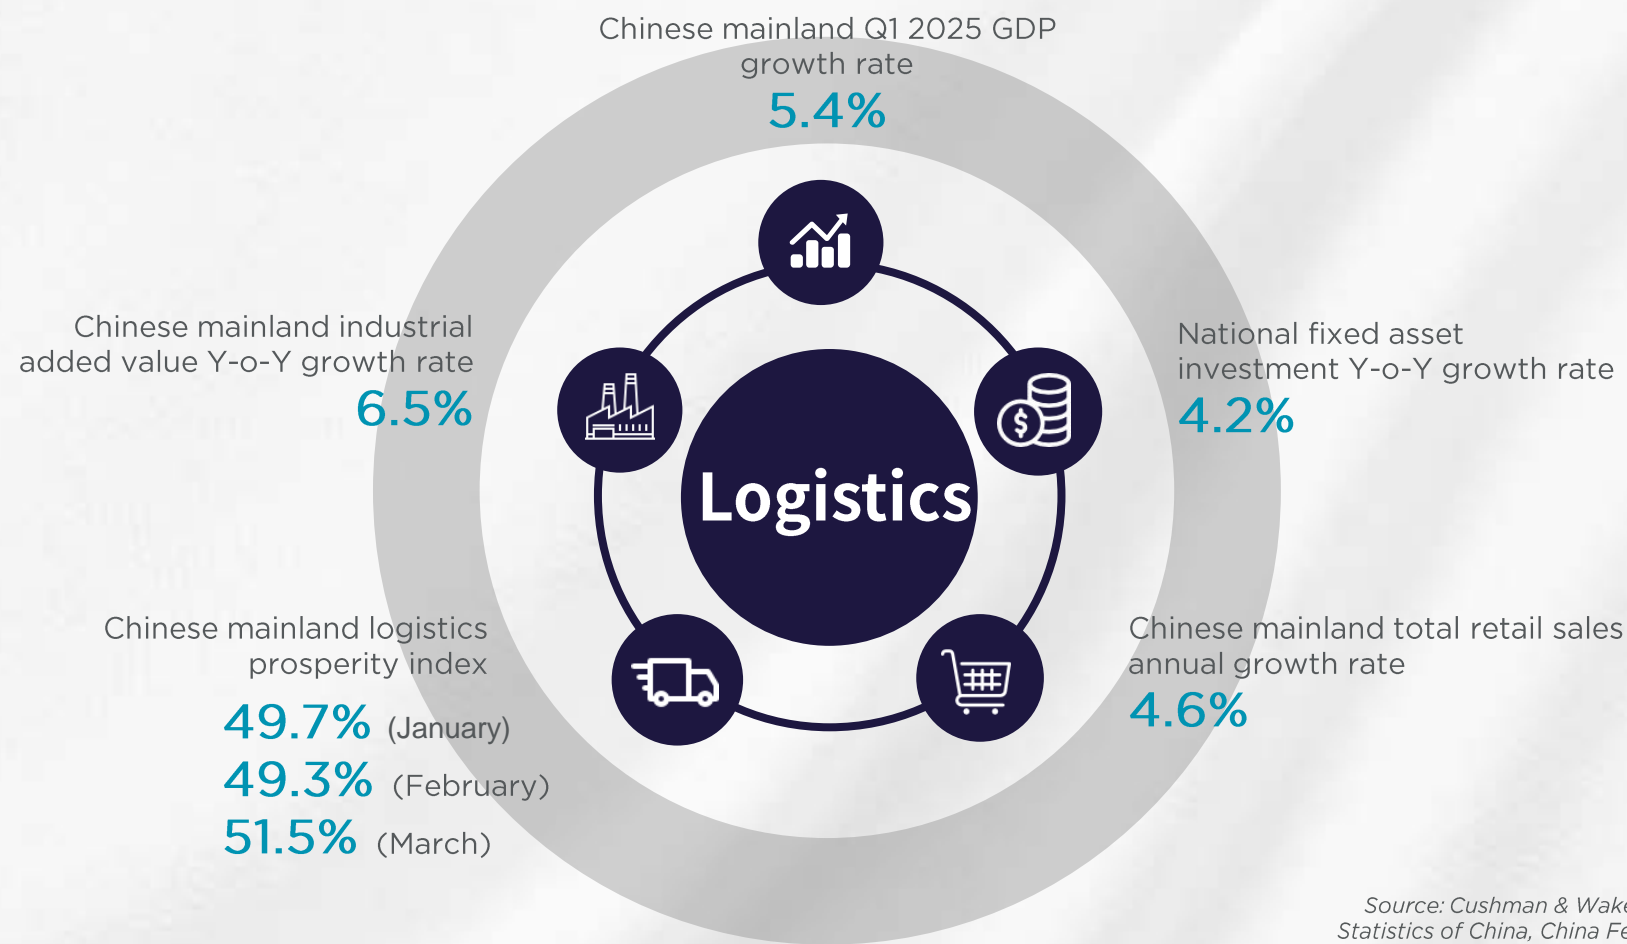 Chinese mainland Q1 2025 GDP
growth rate
5.4%
Chinese mainland industrial
added value Y-o-Y growth rate
6.5%
National fixed asset
investment Y-o-Y growth rate
4.2%
$
Logistics
Chinese mainland logistics
prosperity index
49.7% (January)
49.3% (February)
51.5% (March)
Chinese mainland total retail sales
annual growth rate
4.6%
Source: Cushman & Wake
Statistics of China, China Fe